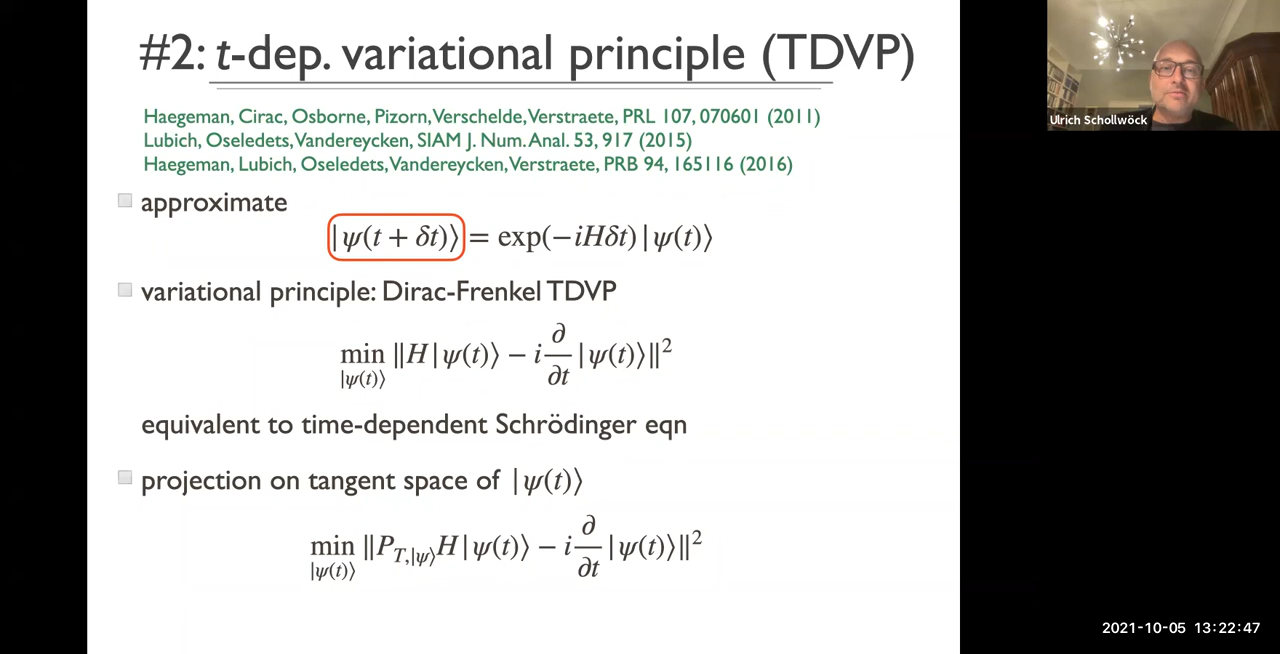 #2: t-dep. variational principle (TDVP)
Haegeman, Cirac, Osborne, Pizorn, Verschelde, Verstraete, PRL 107, 070601 (2011)
Lubich, Oseledets, Vandereycken, SIAM J. Num. Anal. 53, 917 (2015)
Haegeman, Lubich, Oseledets, Vandereycken, Verstraete, PRB 94, 165116 (2016)
approximate
|ψ(t + δt)⟩ = exp(−iHδt) |ψ(t)⟩
variational principle: Dirac-Frenkel TDVP
min_{|ψ(t)⟩} ‖H|ψ(t)⟩ − i ∂/∂t |ψ(t)⟩‖²
equivalent to time-dependent Schrödinger eqn
projection on tangent space of |ψ(t)⟩
min_{|ψ(t)⟩} ‖P_{T,|ψ⟩}H|ψ(t)⟩ − i ∂/∂t |ψ(t)⟩‖²
Ulrich Schollwöck
2021-10-05 13:22:47